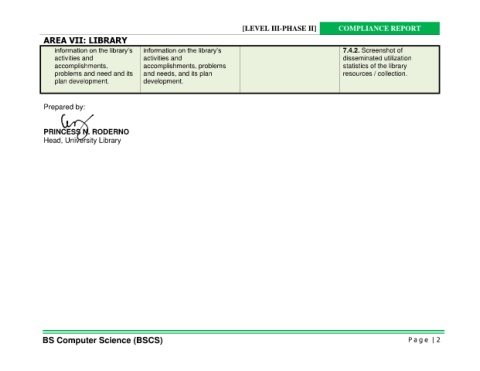 [LEVEL III-PHASE II] COMPLIANCE REPORT
AREA VII: LIBRARY
information on the library's
activities and
accomplishments,
problems and need and its
plan development.
information on the library's
activities and
accomplishments, problems
and needs, and its plan
development.
7.4.2. Screenshot of
disseminated utilization
statistics of the library
resources / collection.
Prepared by:
PRINCESS N. RODERNO
Head, University Library
BS Computer Science (BSCS)
Page | 2